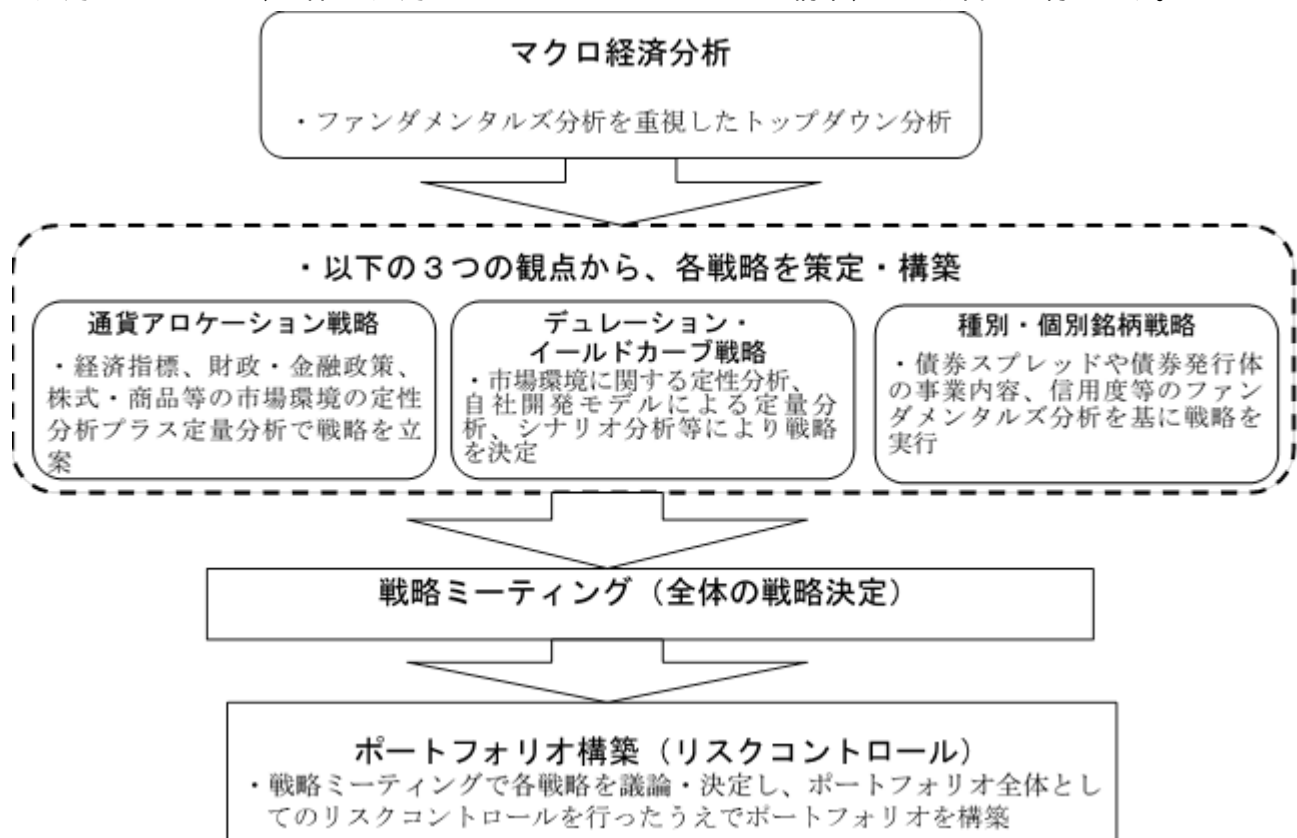 マクロ経済分析
・ファンダメンタルズ分析を重視したトップダウン分析
・以下の３つの観点から、各戦略を策定・構築
通貨アロケーション戦略
・経済指標、財政・金融政策、
株式・商品等の市場環境の定性
分析プラス定量分析で戦略を立
案
デュレーション・
イールドカーブ戦略
・市場環境に関する定性分析、
自社開発モデルによる定量分
析、シナリオ分析等により戦略
を決定
種別・個別銘柄戦略
・債券スプレッドや債券発行体
の事業内容、信用度等のファン
ダメンタルズ分析を基に戦略を
実行
戦略ミーティング（全体の戦略決定）
ポートフォリオ構築（リスクコントロール）
・戦略ミーティングで各戦略を議論・決定し、ポートフォリオ全体とし
てのリスクコントロールを行ったうえでポートフォリオを構築